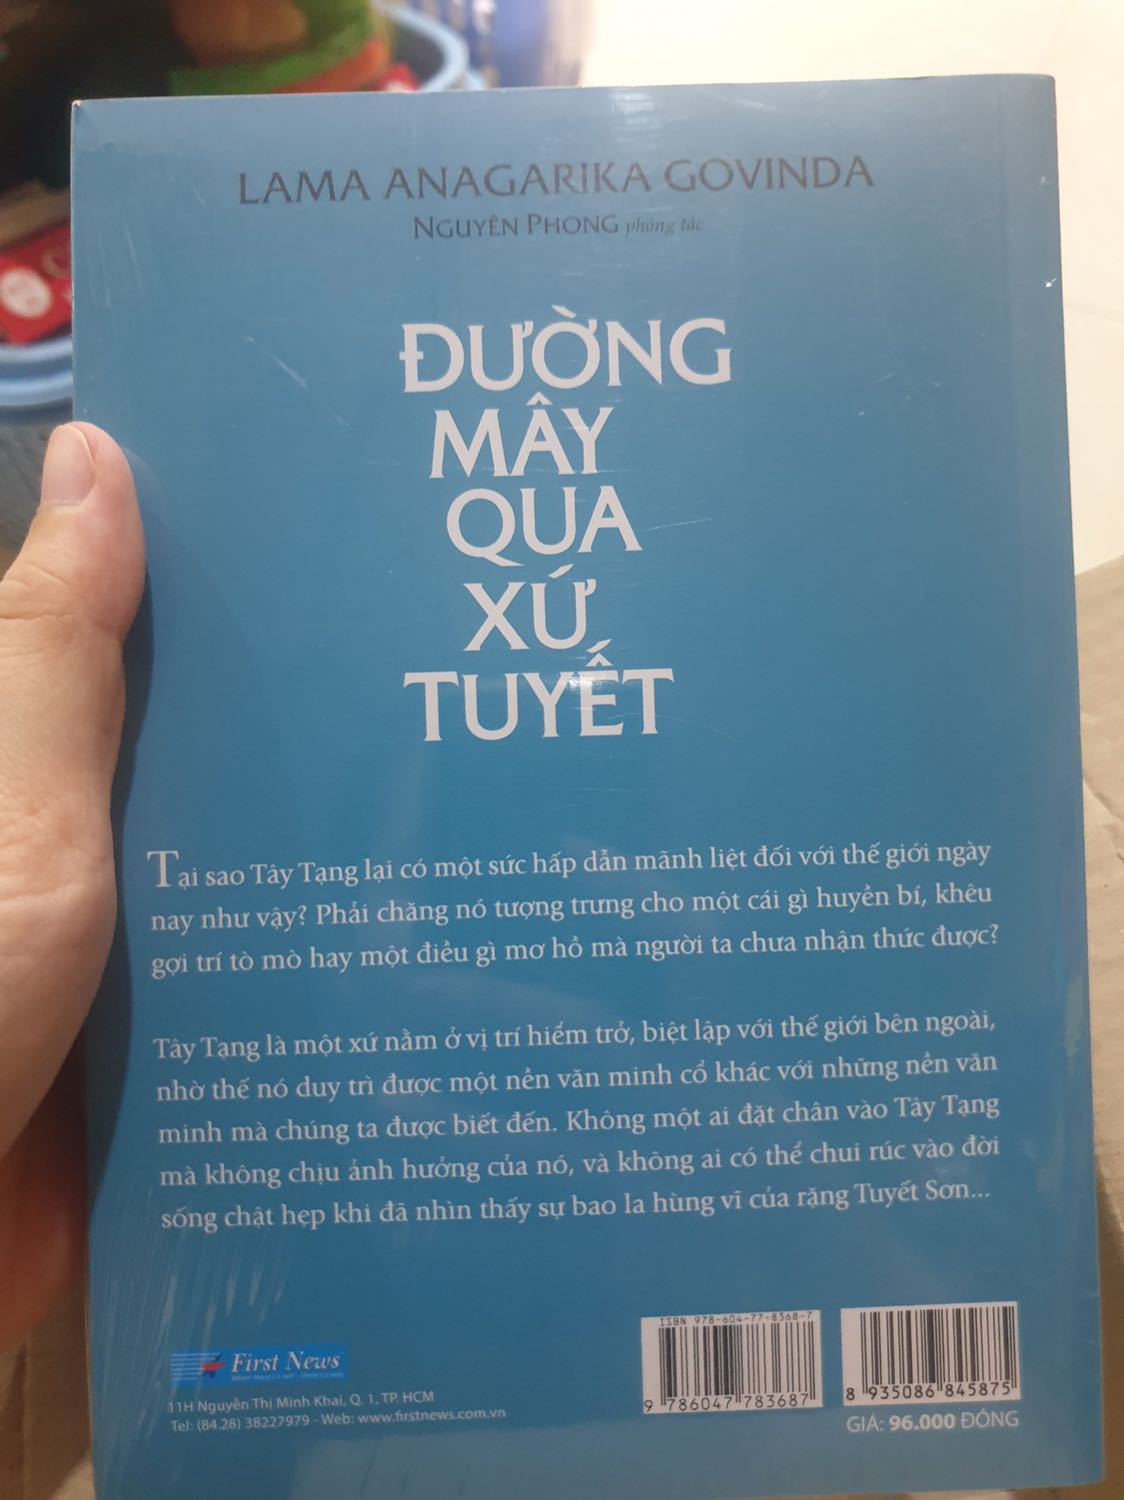 LAMA ANAGARIKA GOVINDA
NGUYÊN PHONG phóng tác
ĐƯỜNG
MÂY
QUA
XỨ
TUYẾT
Tại sao Tây Tạng lại có một sức hấp dẫn mãnh liệt đối với thế giới ngày
nay như vậy? Phải chăng nó tượng trưng cho một cái gì huyền bí, khêu
gợi trí tò mò hay một điều gì mơ hồ mà người ta chưa nhận thức được?
Tây Tạng là một xứ nằm ở vị trí hiểm trở, biệt lập với thế giới bên ngoài,
nhờ thế nó duy trì được một nền văn minh cổ khác với những nền văn
minh mà chúng ta được biết đến. Không một ai đặt chân vào Tây Tạng
mà không chịu ảnh hưởng của nó, và không ai có thể chui rúc vào đời
sống chật hẹp khi đã nhìn thấy sự bao la hùng vĩ của rặng Tuyết Sơn...
First News
11H Nguyễn Thị Minh Khai, Q. 1, TP. HCM
Tel: (84.28) 38227979 - Web: www.firstnews.com.vn
ISBN 978-604-77-8368-7
9 786047 783687
8 935086 845875
GIÁ: 96.000 ĐỒNG